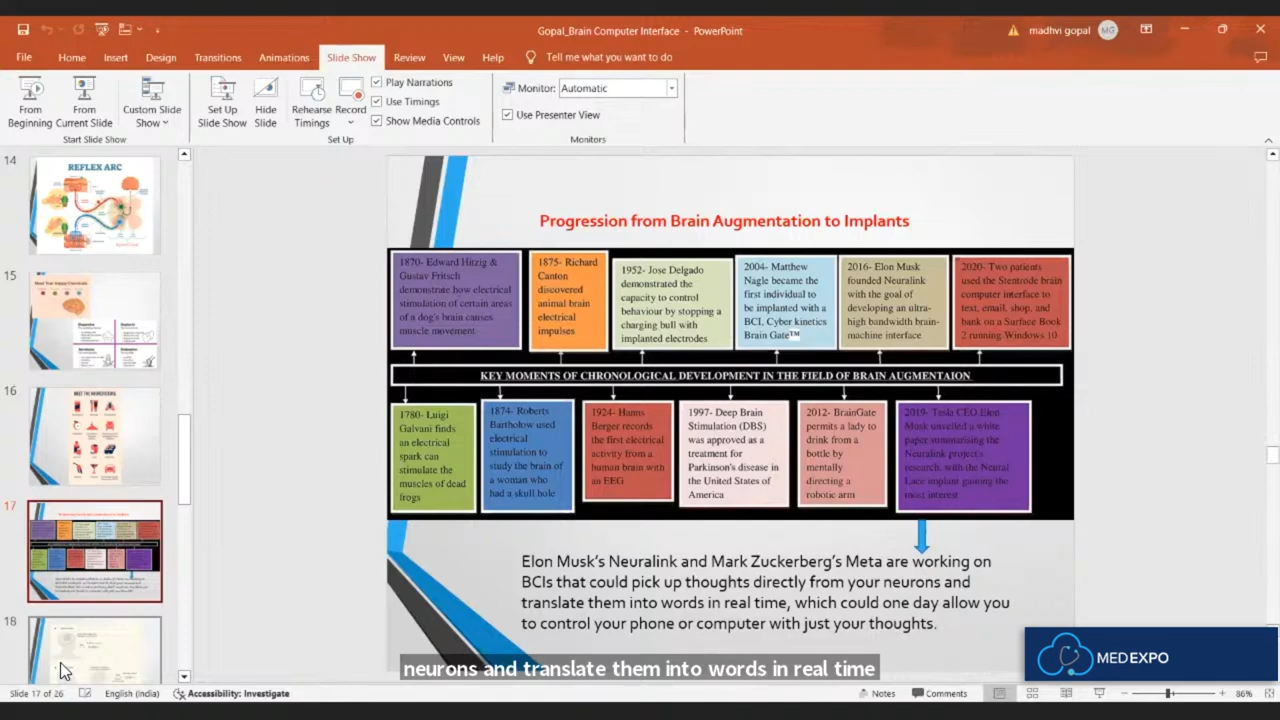 Gopal_Brain Computer Interface - PowerPoint
madhvi gopal
MG
File Home Insert Design Transitions Animations Slide Show Review View Help Tell me what you want to do
From
Beginning
From
Current Slide
Custom Slide
Show
Start Slide Show
Set Up
Slide Show
Hide
Slide
Rehearse
Timings
Record
Play Narrations
Use Timings
Show Media Controls
Set Up
Monitor: Automatic
Use Presenter View
Monitors
14
REFLEX ARC
15
16
17
18
Progression from Brain Augmentation to Implants
1870- Edward Hitzig &
Gustav Fritsch
demonstrate how electrical
stimulation of certain areas
of a dog's brain causes
muscle movement
1875- Richard
Canton
discovered
animal brain
electrical
impulses
1952- Jose Delgado
demonstrated the
capacity to control
behaviour by stopping a
charging bull with
implanted electrodes
2004- Matthew
Nagle became the
first individual to
be implanted with a
BCI, Cyber kinetics
Brain Gate™
2016- Elon Musk
founded Neuralink
with the goal of
developing an ultra-
high bandwidth brain-
machine interface
2020- Two patients
used the Stentrode brain
computer interface to
text, email, shop, and
bank on a Surface Book
2 running Windows 10
KEY MOMENTS OF CHRONOLOGICAL DEVELOPMENT IN THE FIELD OF BRAIN AUGMENTAION
1780- Luigi
Galvani finds
an electrical
spark can
stimulate the
muscles of dead
frogs
1874- Roberts
Bartholow used
electrical
stimulation to
study the brain of
a woman who
had a skull hole
1924- Hanns
Berger records
the first electrical
activity from a
human brain with
an EEG
1997- Deep Brain
Stimulation (DBS)
was approved as a
treatment for
Parkinson's disease in
the United States of
America
2012- BrainGate
permits a lady to
drink from a
bottle by
mentally
directing a
robotic arm
2019- Tesla CEO Elon
Musk unveiled a white
paper summarising the
Neuralink project's
research, with the Neural
Lace implant gaining the
most interest
Elon Musk's Neuralink and Mark Zuckerberg's Meta are working on
BCIs that could pick up thoughts directly from your neurons and
translate them into words in real time, which could one day allow you
to control your phone or computer with just your thoughts.
MEDEXPO
neurons and translate them into words in real time
Slide 17 of 26 English (India) Accessibility: Investigate Notes Comments 86%